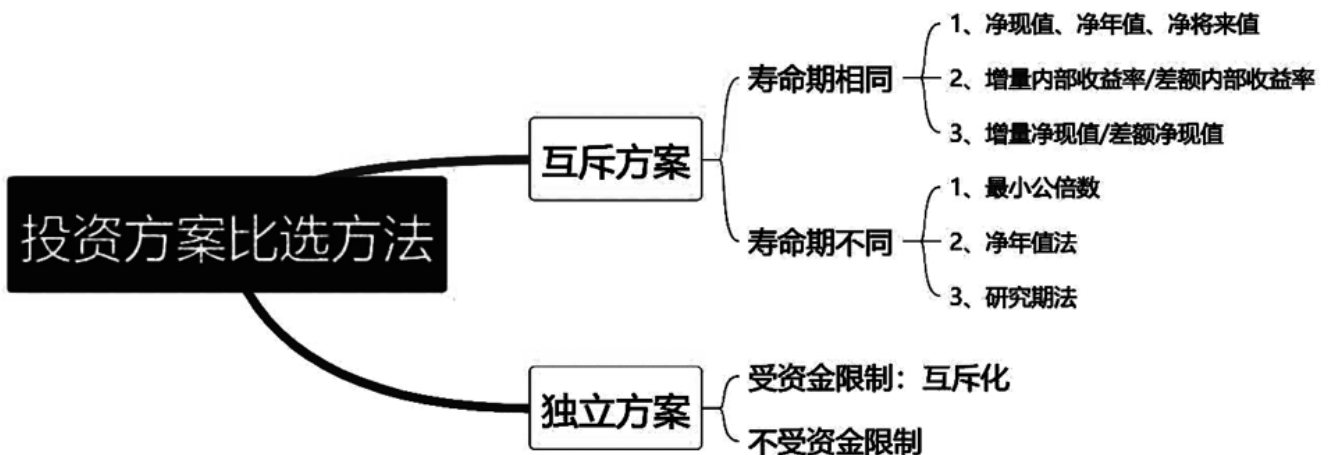 投资方案比选方法
互斥方案
寿命期相同
1、净现值、净年值、净将来值
2、增量内部收益率/差额内部收益率
3、增量净现值/差额净现值
寿命期不同
1、最小公倍数
2、净年值法
3、研究期法
独立方案
受资金限制：互斥化
不受资金限制